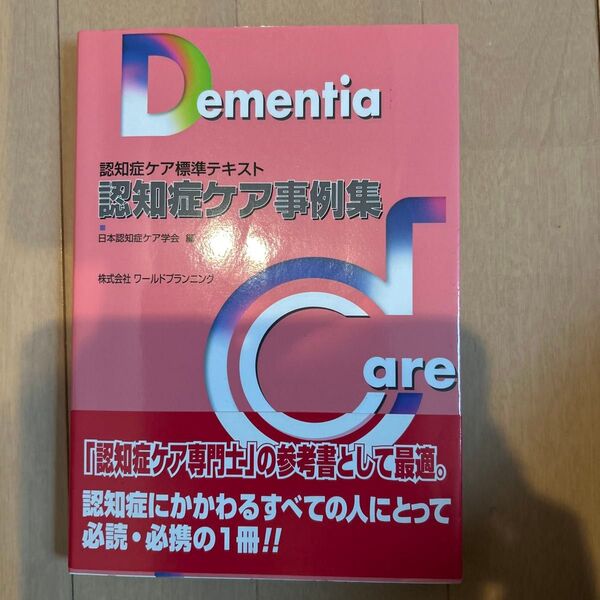 Dementia
認知症ケア標準テキスト
認知症ケア事例集
日本認知症ケア学会 編
株式会社 ワールドプランニング
Care
「認知症ケア専門士」の参考書として最適。
認知症にかかわるすべての人にとって
必読・必携の1冊!!